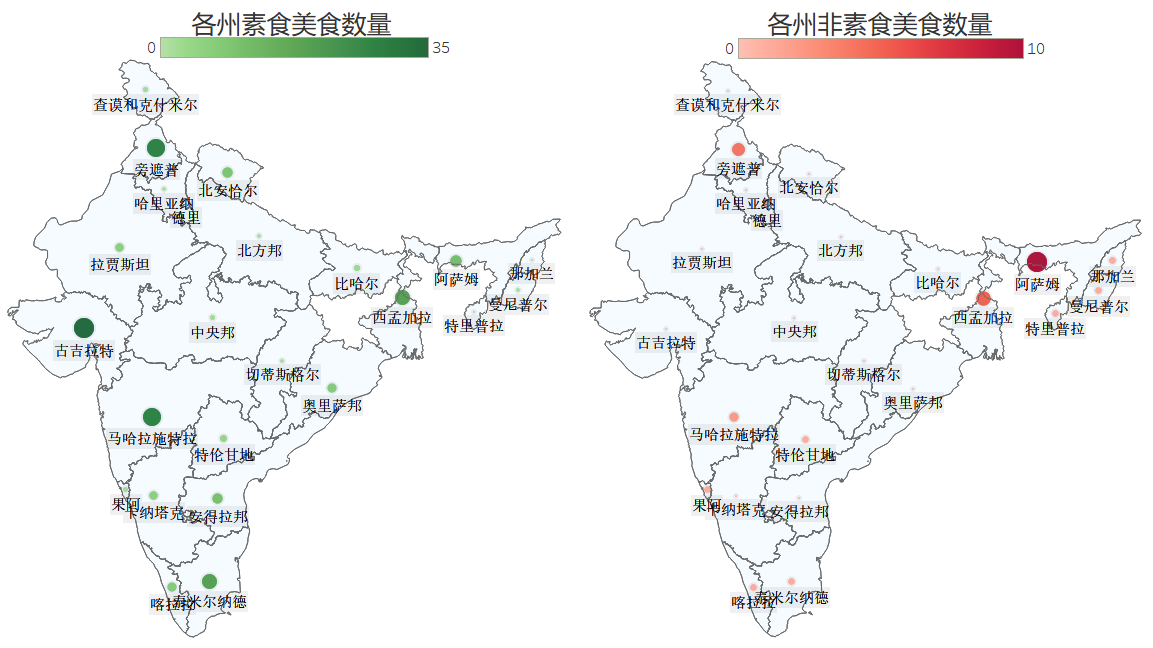 各州素食美食数量
0
35
查谟和克什米尔
旁遮普
北安恰尔
哈里亚纳
德里
北方邦
拉贾斯坦
比哈尔
阿萨姆
那加兰
曼尼普尔
西孟加拉
特里普拉
中央邦
古吉拉特
切蒂斯格尔
奥里萨邦
马哈拉施特拉
特伦甘地
果阿
卡纳塔克
安得拉邦
喀拉拉
泰米尔纳德
各州非素食美食数量
0
10
查谟和克什米尔
旁遮普
北安恰尔
哈里亚纳
德里
北方邦
拉贾斯坦
比哈尔
阿萨姆
那加兰
曼尼普尔
西孟加拉
特里普拉
中央邦
古吉拉特
切蒂斯格尔
奥里萨邦
马哈拉施特拉
特伦甘地
果阿
卡纳塔克
安得拉邦
喀拉拉
泰米尔纳德